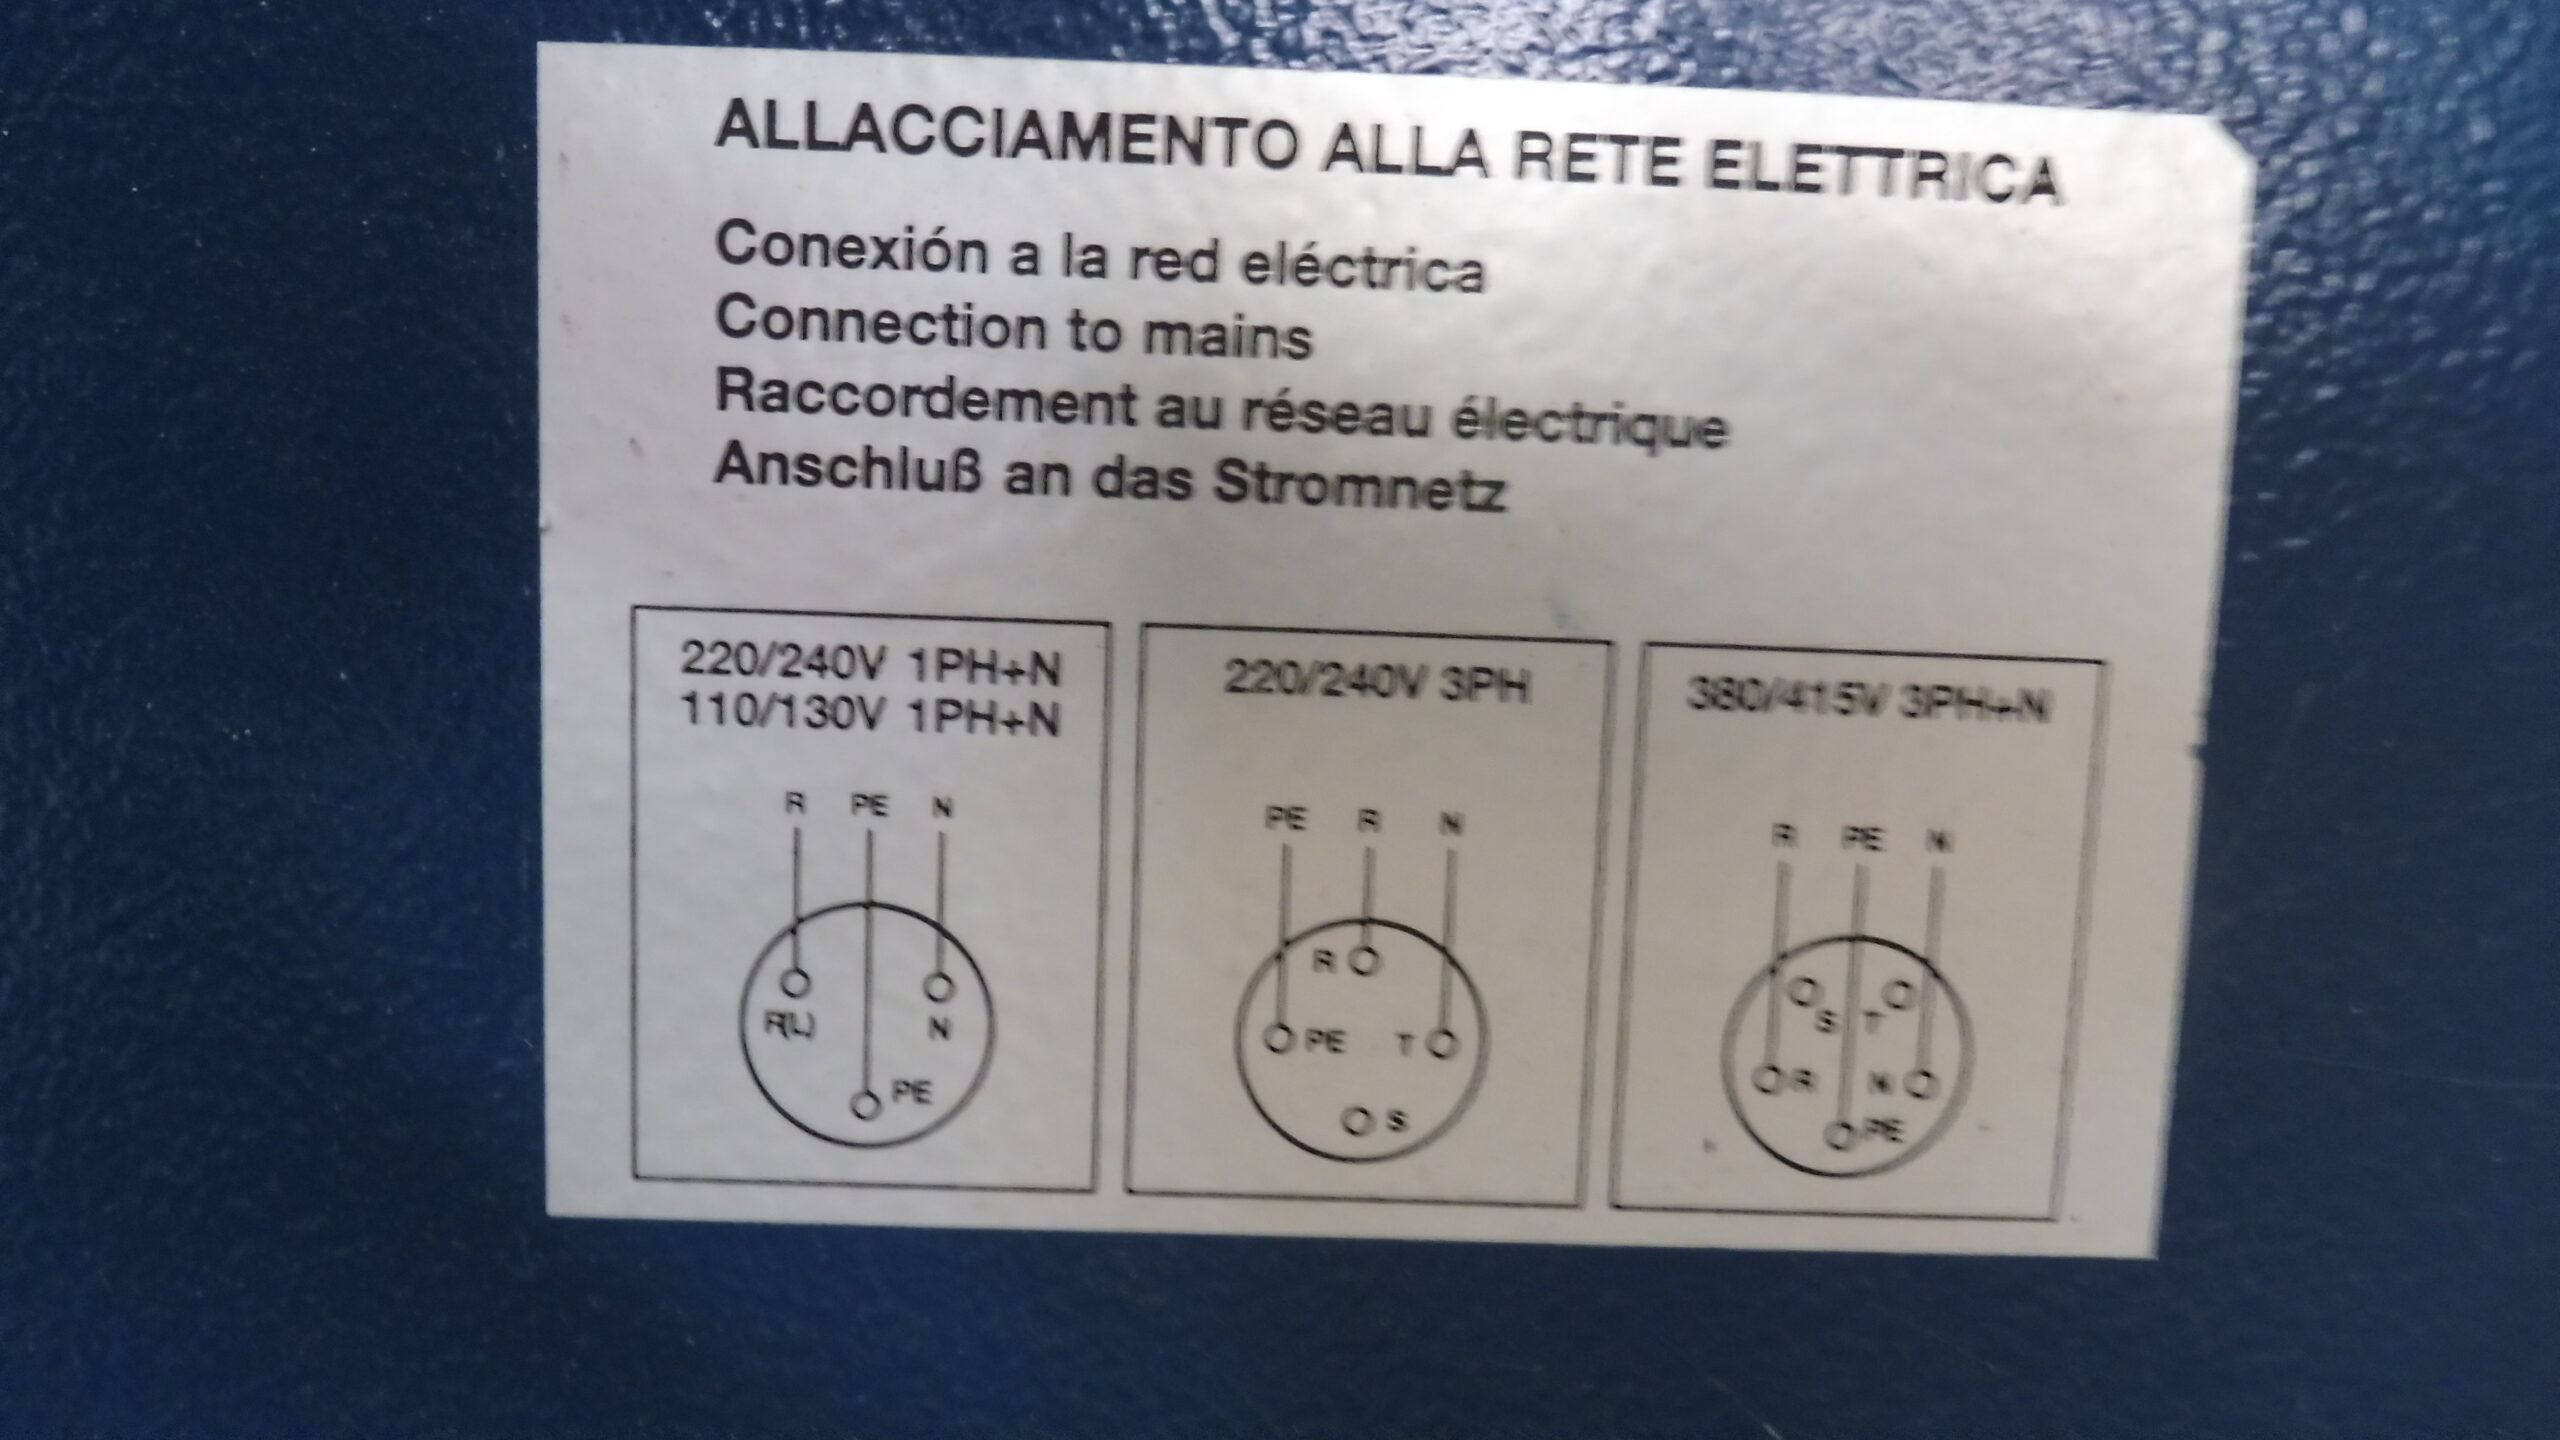 ALLACCIAMENTO ALLA RETE ELETTRICA
Conexión a la red eléctrica
Connection to mains
Raccordement au réseau électrique
Anschluß an das Stromnetz
220/240V 1PH+N
110/130V 1PH+N
R PE N
R(L) N
PE
220/240V 3PH
PE R N
R
PE T
S
380/415V 3PH+N
R PE N
S T
R N
PE